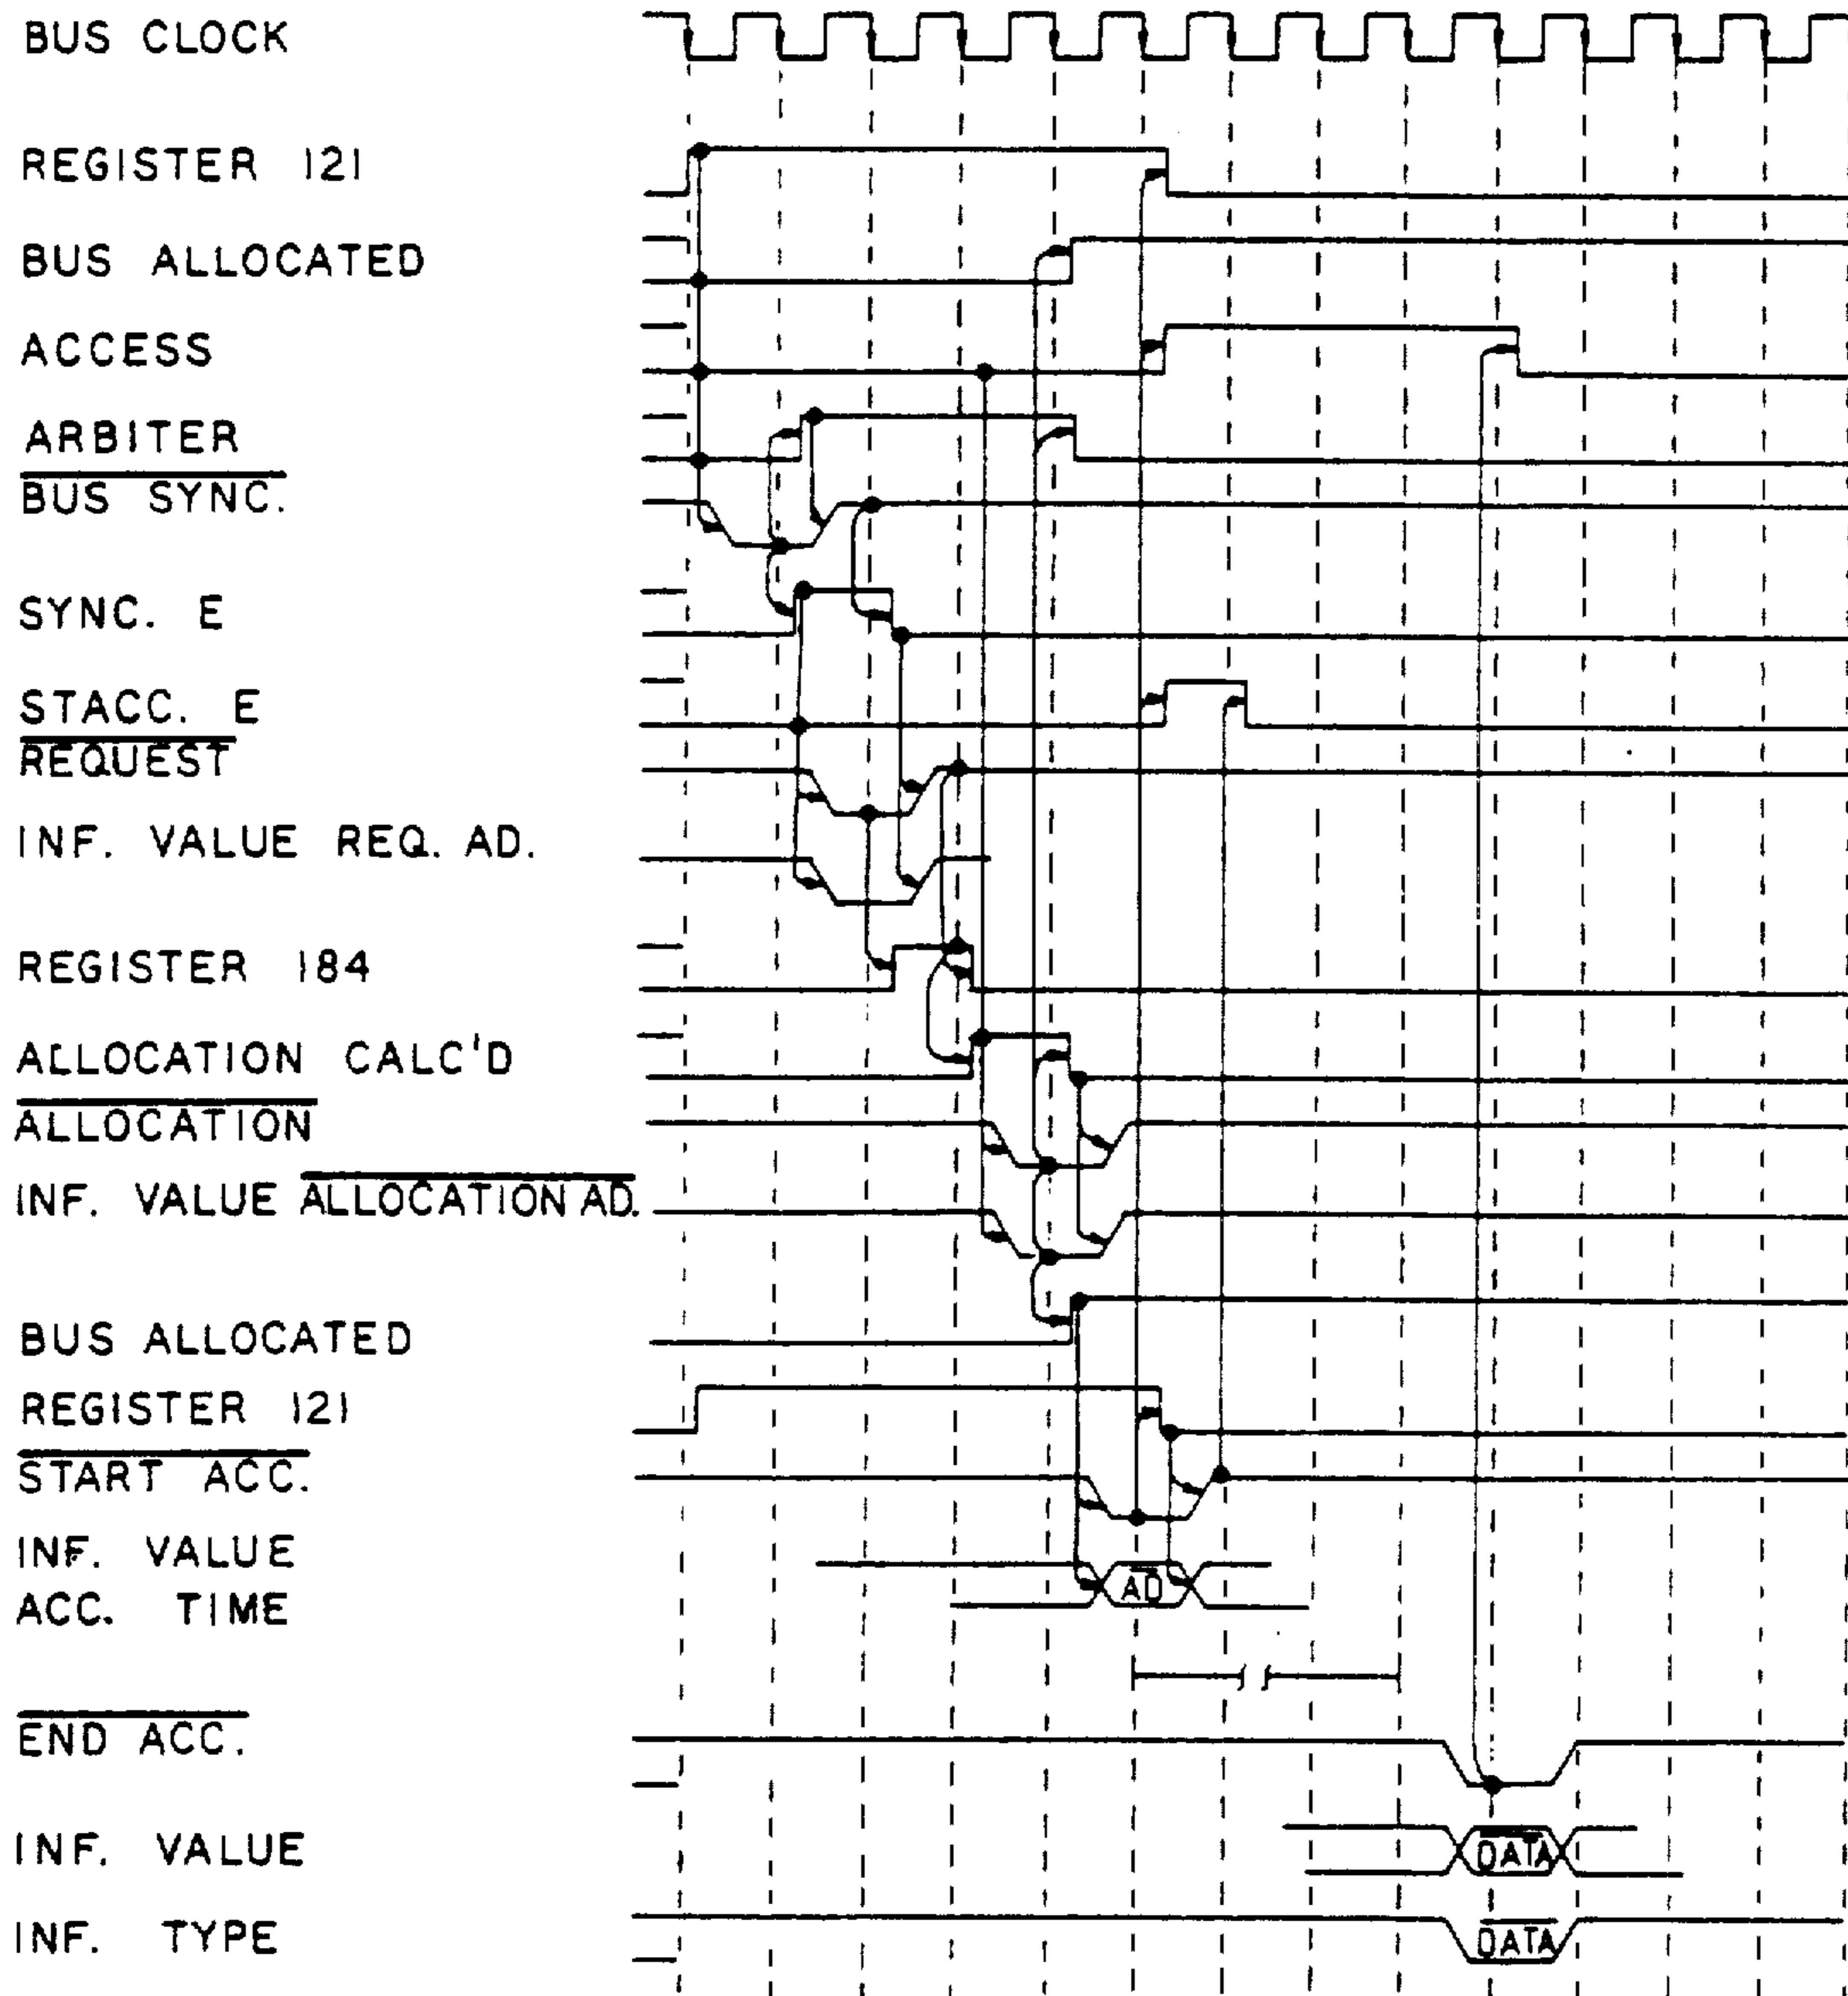 BUS CLOCK
REGISTER 121
BUS ALLOCATED
ACCESS
ARBITER
BUS SYNC.
SYNC. E
STACC. E
REQUEST
INF. VALUE REQ. AD.
REGISTER 184
ALLOCATION CALC'D
ALLOCATION
INF. VALUE ALLOCATION AD.
BUS ALLOCATED
REGISTER 121
START ACC.
INF. VALUE
AD
ACC. TIME
END ACC.
INF. VALUE
DATA
INF. TYPE
DATA